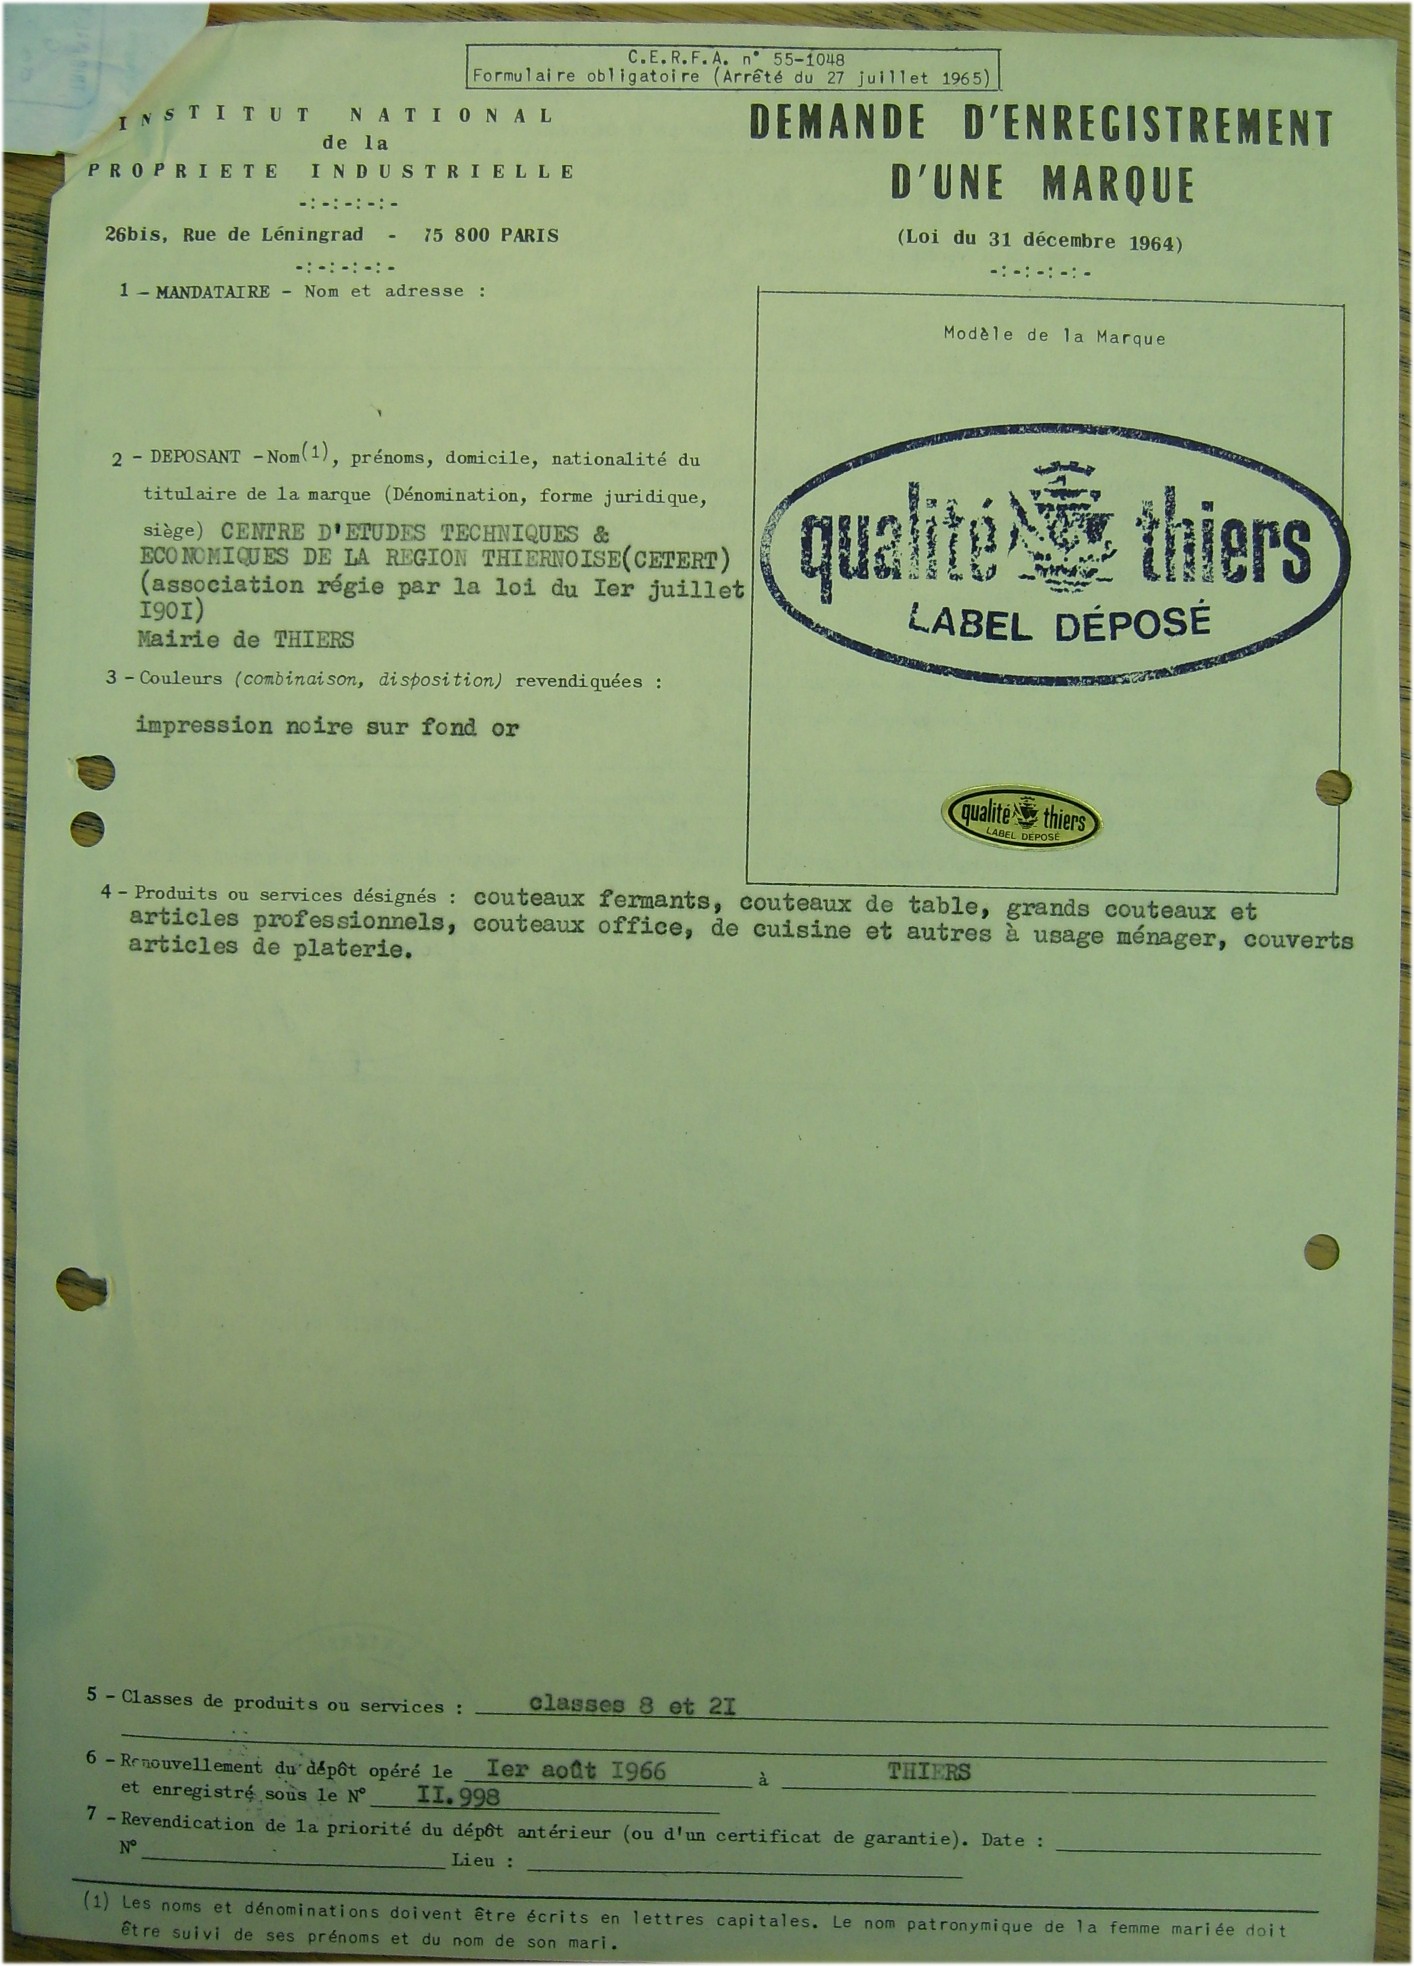 C.E.R.F.A. n° 55-1048
Formulaire obligatoire (Arrêté du 27 juillet 1965)
INSTITUT NATIONAL
de la
PROPRIETE INDUSTRIELLE
-:-:-:-:-
26bis, Rue de Léningrad - 75 800 PARIS
-:-:-:-:-
DEMANDE D'ENREGISTREMENT
D'UNE MARQUE
(Loi du 31 décembre 1964)
-:-:-:-:-
1 - MANDATAIRE - Nom et adresse :
Modèle de la Marque
qualité thiers
LABEL DÉPOSÉ
qualité thiers
LABEL DÉPOSÉ
2 - DEPOSANT - Nom(1), prénoms, domicile, nationalité du
titulaire de la marque (Dénomination, forme juridique,
siège) CENTRE D'ETUDES TECHNIQUES &
ECONOMIQUES DE LA REGION THIERNOISE(CETERT)
(association régie par la loi du Ier juillet
I90I)
Mairie de THIERS
3 - Couleurs (combinaison, disposition) revendiquées :
impression noire sur fond or
4 - Produits ou services désignés : couteaux fermants, couteaux de table, grands couteaux et
articles professionnels, couteaux office, de cuisine et autres à usage ménager, couverts
articles de platerie.
5 - Classes de produits ou services : classes 8 et 2I
6 - Renouvellement du dépôt opéré le Ier août I966 à THIERS
et enregistré sous le N° II.998
7 - Revendication de la priorité du dépôt antérieur (ou d'un certificat de garantie). Date :
N° Lieu :
(1) Les noms et dénominations doivent être écrits en lettres capitales. Le nom patronymique de la femme mariée doit
être suivi de ses prénoms et du nom de son mari.